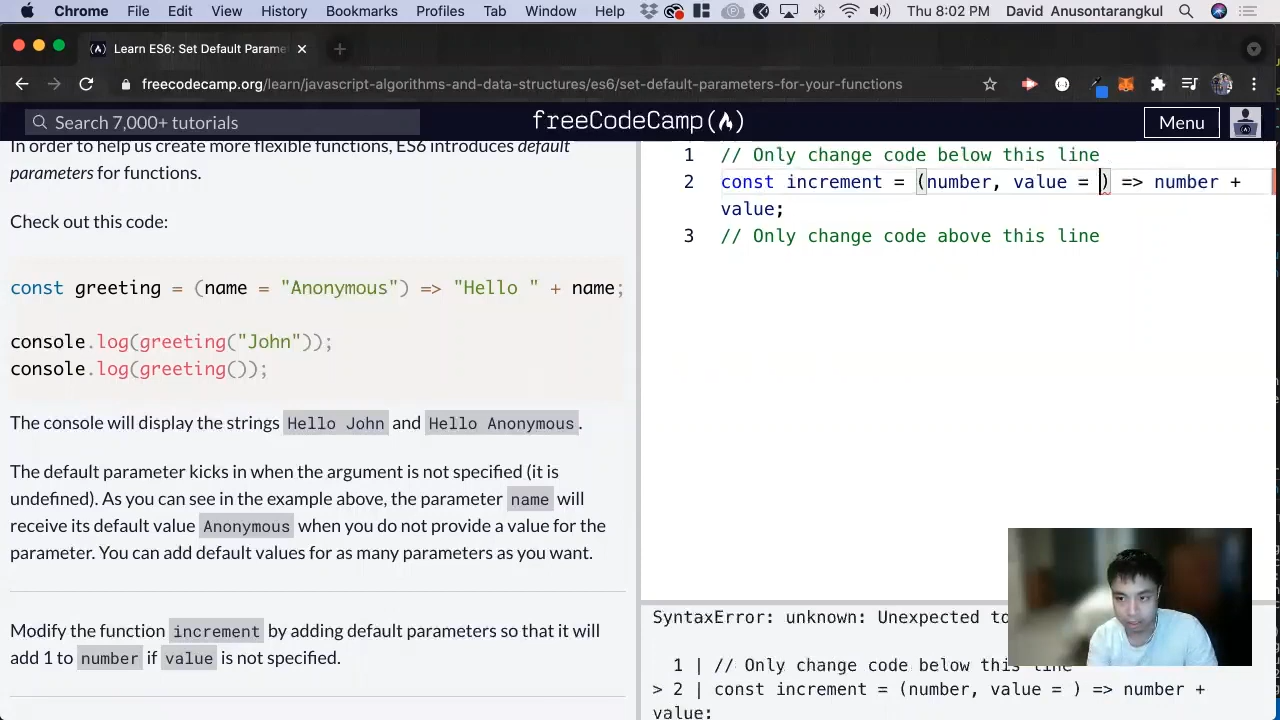 Chrome File Edit View History Bookmarks Profiles Tab Window Help Thu 8:02 PM David Anusontarangkul
Learn ES6: Set Default Parame
freecodecamp.org/learn/javascript-algorithms-and-data-structures/es6/set-default-parameters-for-your-functions
Search 7,000+ tutorials
freeCodeCamp
Menu
In order to help us create more flexible functions, ES6 introduces default
parameters for functions.
Check out this code:
const greeting = (name = "Anonymous") => "Hello " + name;
console.log(greeting("John"));
console.log(greeting());
The console will display the strings Hello John and Hello Anonymous.
The default parameter kicks in when the argument is not specified (it is
undefined). As you can see in the example above, the parameter name will
receive its default value Anonymous when you do not provide a value for the
parameter. You can add default values for as many parameters as you want.
Modify the function increment by adding default parameters so that it will
add 1 to number if value is not specified.
1 // Only change code below this line
2 const increment = (number, value = ) => number +
value;
3 // Only change code above this line
SyntaxError: unknown: Unexpected to
1 | // Only change code below this line
> 2 | const increment = (number, value = ) => number +
value;